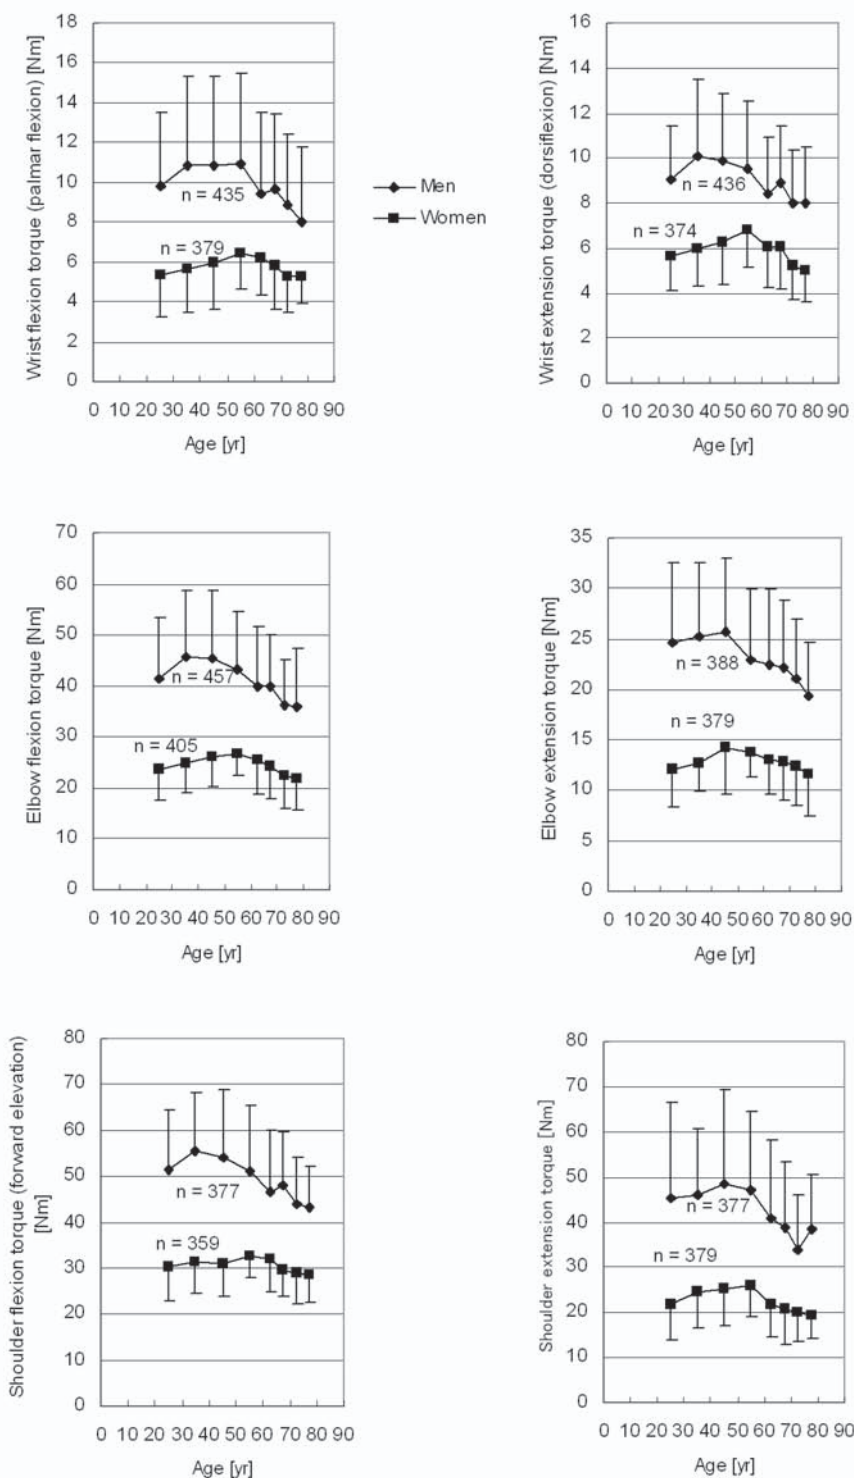 Wrist flexion torque (palmar flexion) [Nm]
18
16
14
12
10
8
6
4
2
0
n = 435
n = 379
0 10 20 30 40 50 60 70 80 90
Age [yr]
Men
Women
Wrist extension torque (dorsiflexion) [Nm]
16
14
12
10
8
6
4
2
0
n = 436
n = 374
0 10 20 30 40 50 60 70 80 90
Age [yr]
Elbow flexion torque [Nm]
70
60
50
40
30
20
10
0
n = 457
n = 405
0 10 20 30 40 50 60 70 80 90
Age [yr]
Elbow extension torque [Nm]
35
30
25
20
15
10
5
0
n = 388
n = 379
0 10 20 30 40 50 60 70 80 90
Age [yr]
Shoulder flexion torque (forward elevation)
[Nm]
80
70
60
50
40
30
20
10
0
n = 377
n = 359
0 10 20 30 40 50 60 70 80 90
Age [yr]
Shoulder extension torque [Nm]
80
70
60
50
40
30
20
10
0
n = 377
n = 379
0 10 20 30 40 50 60 70 80 90
Age [yr]